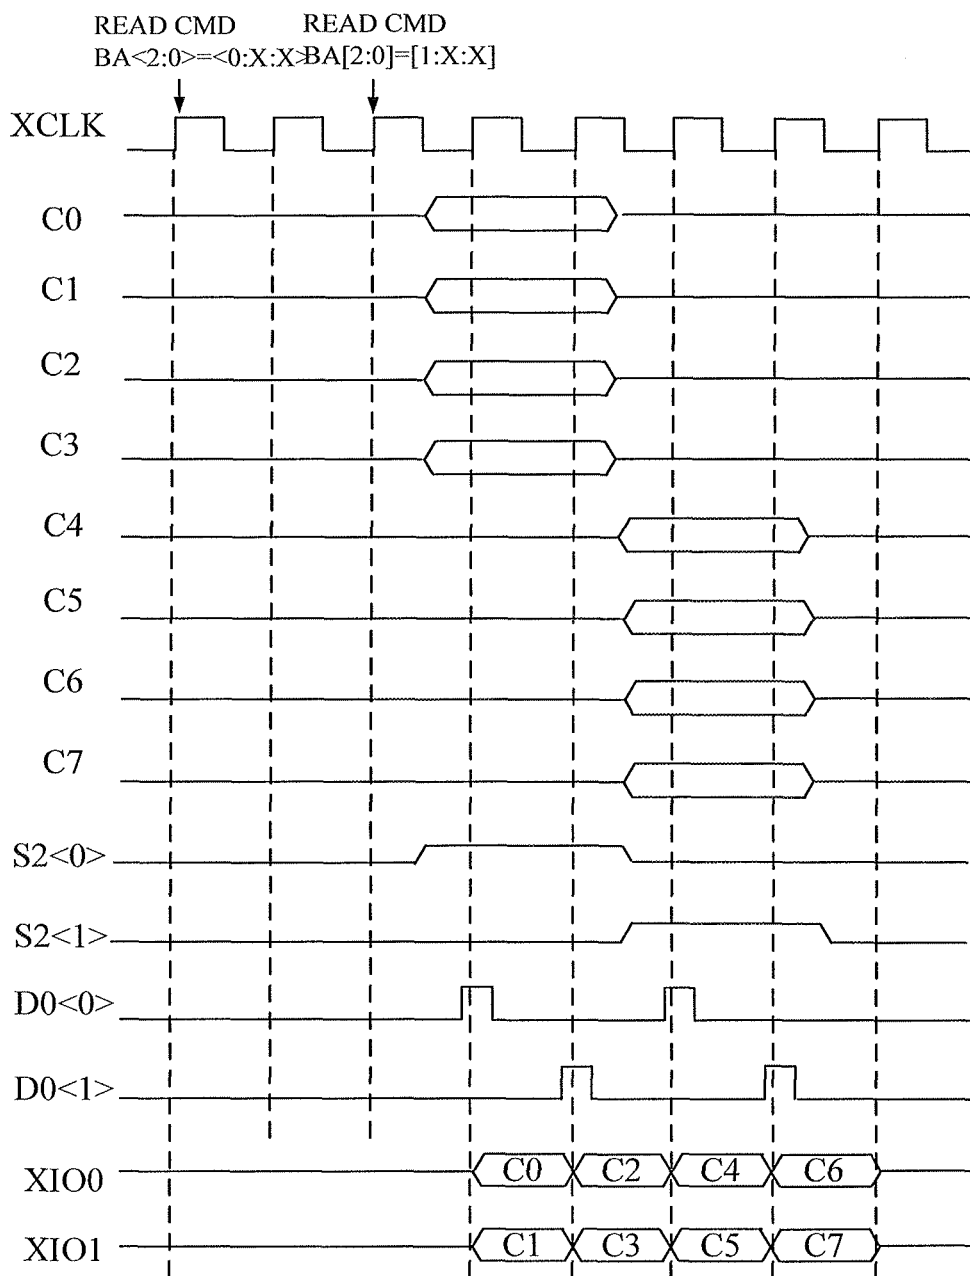 READ CMD
BA<2:0>=<0:X:X>
READ CMD
BA[2:0]=[1:X:X]
XCLK
C0
C1
C2
C3
C4
C5
C6
C7
S2<0>
S2<1>
D0<0>
D0<1>
XIO0
C0 C2 C4 C6
XIO1
C1 C3 C5 C7